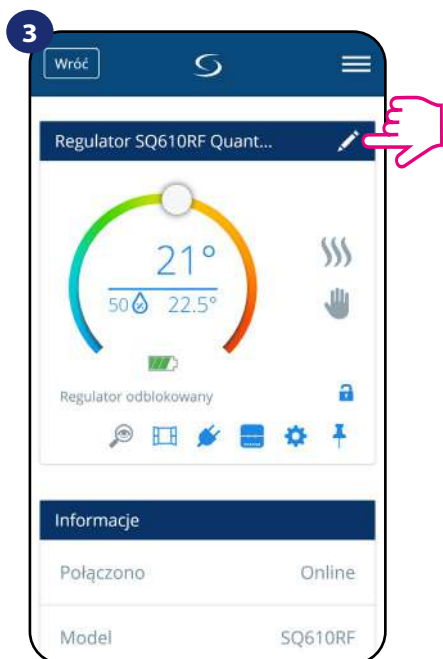 3
Wróć
Regulator SQ610RF Quant...
21°
50 22.5°
Regulator odblokowany
Informacje
Połączono Online
Model SQ610RF